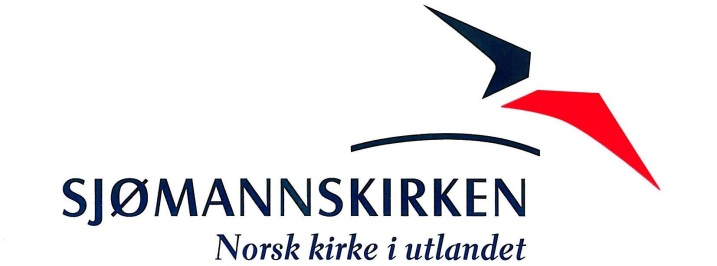 SJØMANNSKIRKEN
Norsk kirke i utlandet